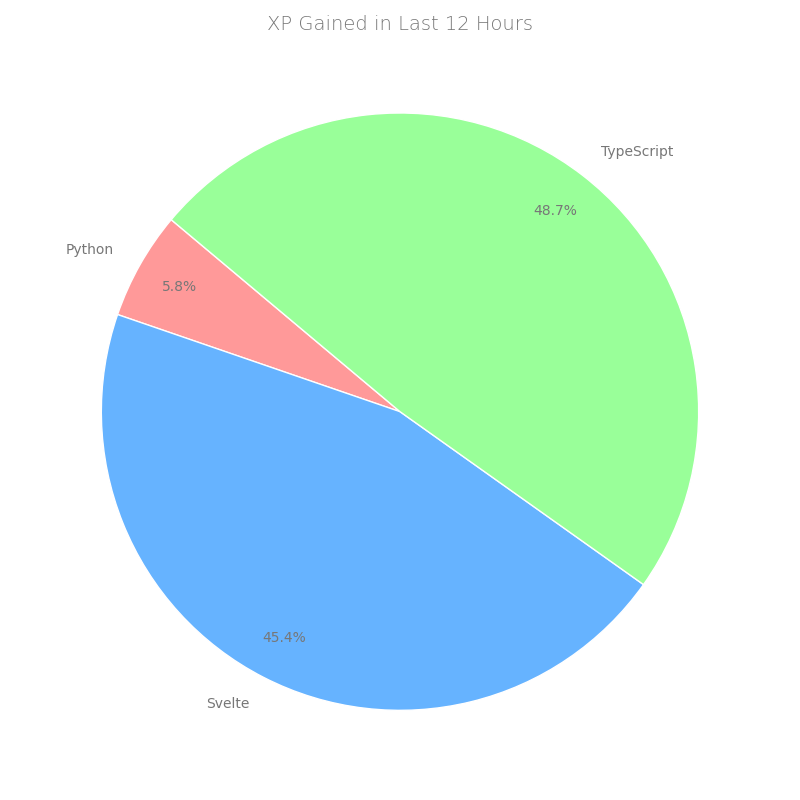 XP Gained in Last 12 Hours
TypeScript
48.7%
Python
5.8%
45.4%
Svelte